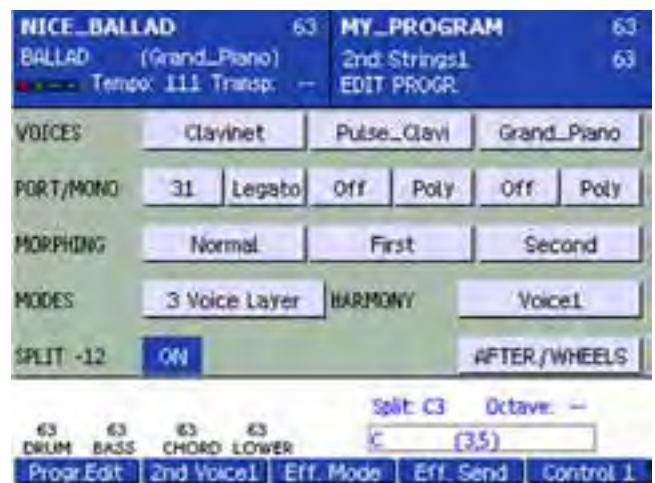 NICE_BALLAD 63 MY_PROGRAM 63
BALLAD (Grand_Piano) 2nd: Strings1 63
Tempo: 111 Transp: -- EDIT PROGR.
VOICES Clavinet Pulse_Clavi Grand_Piano
PORT/MONO 31 Legato Off Poly Off Poly
MORPHING Normal First Second
MODES 3 Voice Layer HARMONY Voice1
SPLIT -12 ON AFTER/WHEELS
Split: C3 Octave: --
63 63 63 63 C (3,5)
DRUM BASS CHORD LOWER
Progr.Edit 2nd Voice1 Eff. Mode Eff. Send Control 1